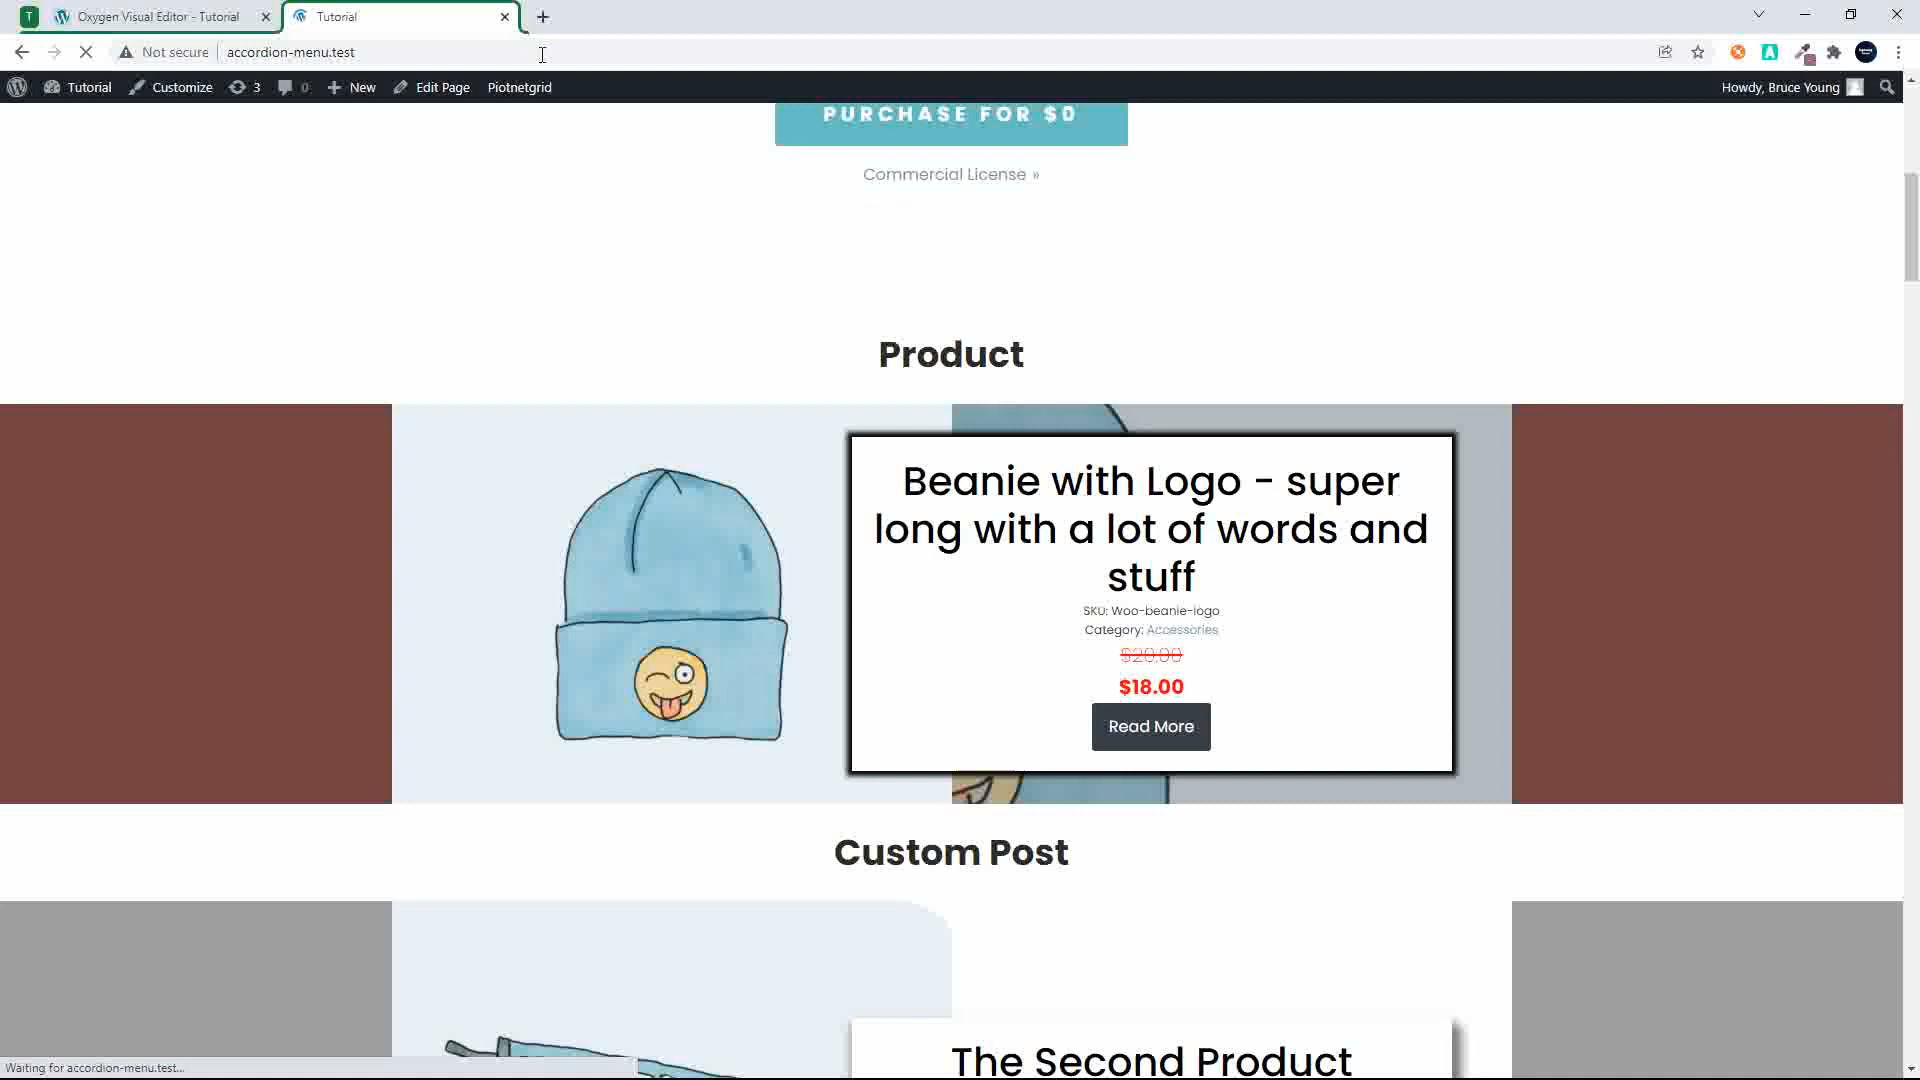 T
Oxygen Visual Editor - Tutorial
Tutorial
Not secure
accordion-menu.test
Tutorial
Customize
3
0
New
Edit Page
Piotnetgrid
Howdy, Bruce Young
PURCHASE FOR $0
Commercial License »
Product
Beanie with Logo - super
long with a lot of words and
stuff
SKU: Woo-beanie-logo
Category: Accessories
$20.00
$18.00
Read More
Custom Post
The Second Product
Waiting for accordion-menu.test...